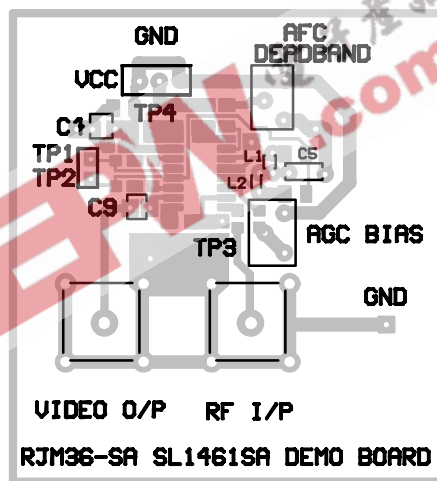 GND
AFC
DEADBAND
VCC
TP4
C1
TP1
TP2
L1
C5
L2
C9
TP3
AGC BIAS
GND
VIDEO O/P
RF I/P
RJM36-SA SL1461SA DEMO BOARD
.com